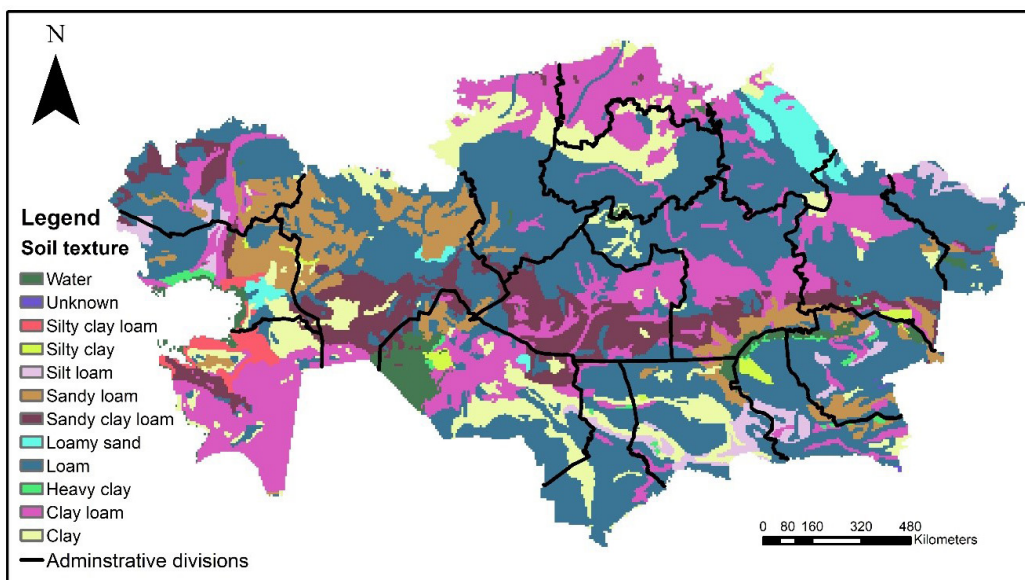 N
Legend
Soil texture
Water
Unknown
Silty clay loam
Silty clay
Silt loam
Sandy loam
Sandy clay loam
Loamy sand
Loam
Heavy clay
Clay loam
Clay
Adminstrative divisions
0 80 160 320 480
Kilometers